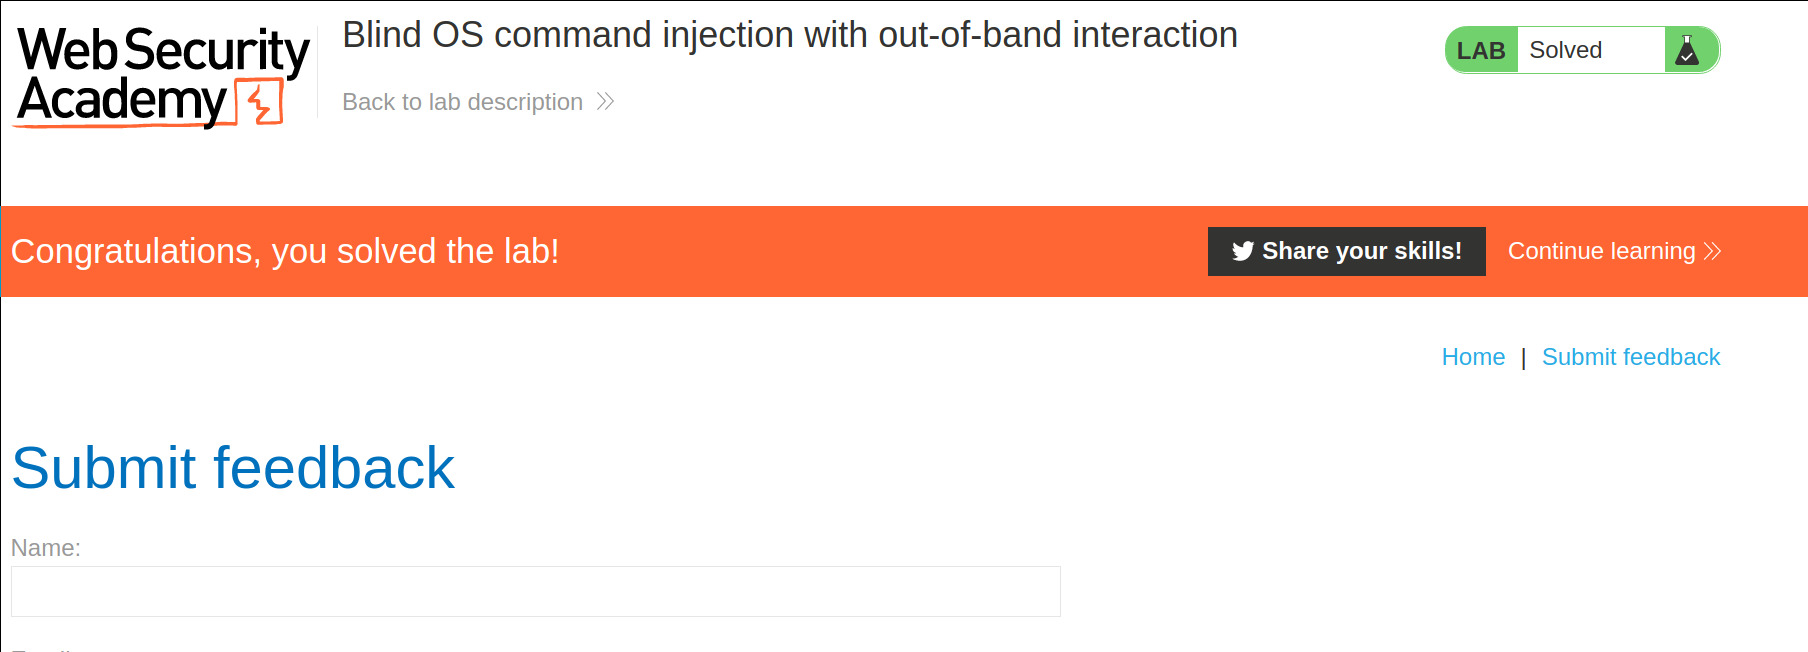 Web Security
Academy
Blind OS command injection with out-of-band interaction
Back to lab description
LAB Solved
Congratulations, you solved the lab!
Share your skills!
Continue learning
Home | Submit feedback
Submit feedback
Name: